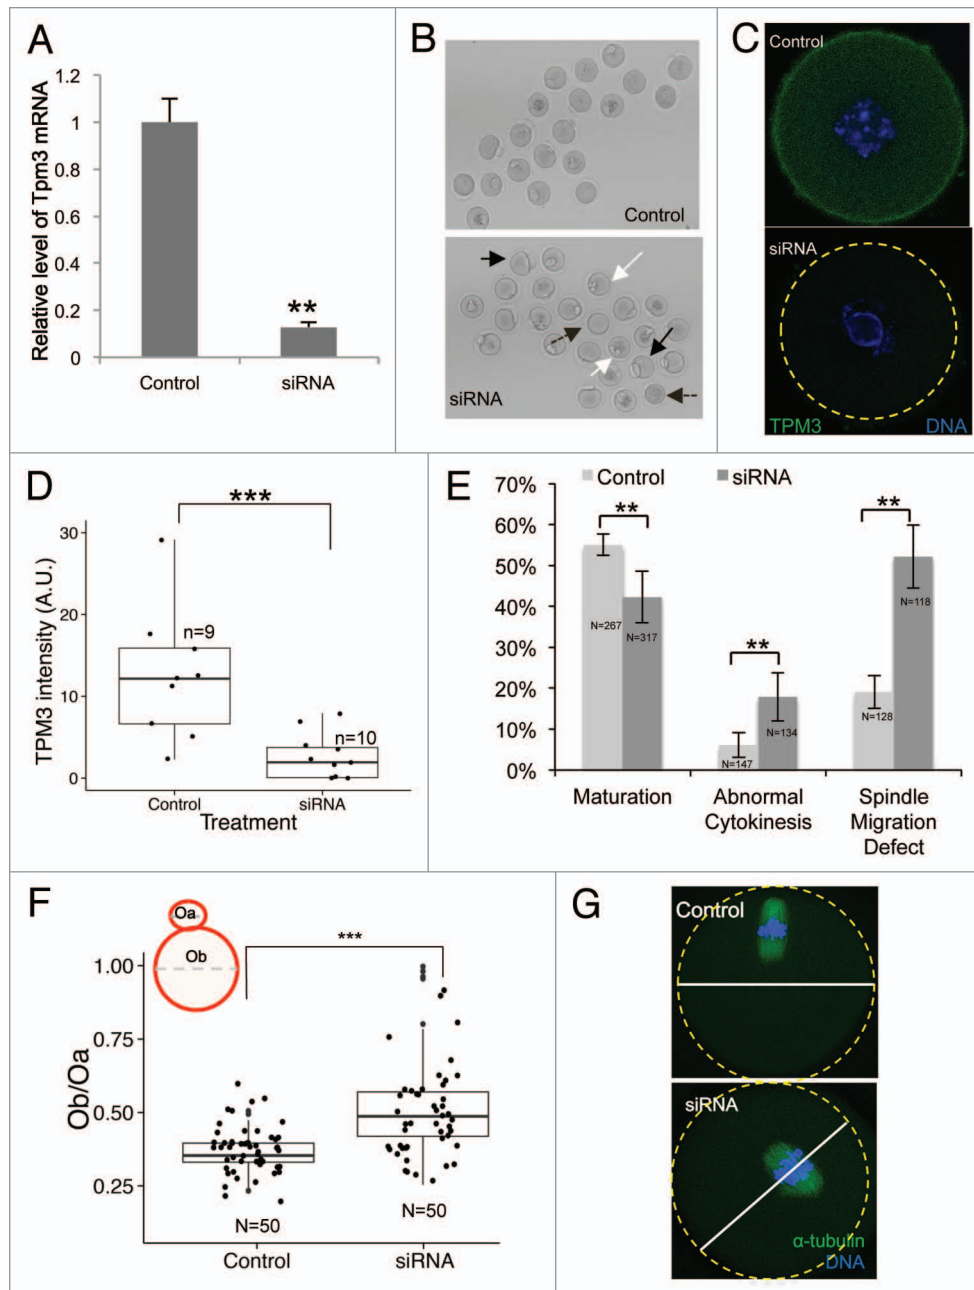 A
Relative level of Tpm3 mRNA
1.2
1
0.8
0.6
0.4
0.2
0
**
Control
siRNA
B
Control
siRNA
C
Control
siRNA
TPM3
DNA
D
***
TPM3 intensity (A.U.)
30
20
10
0
n=9
n=10
Control
siRNA
Treatment
E
Control
siRNA
70%
60%
50%
40%
30%
20%
10%
0%
**
**
**
N=267
N=317
N=147
N=134
N=128
N=118
Maturation
Abnormal
Cytokinesis
Spindle
Migration
Defect
F
Oa
Ob
***
Ob/Oa
1.00
0.75
0.50
0.25
N=50
N=50
Control
siRNA
G
Control
siRNA
α-tubulin
DNA